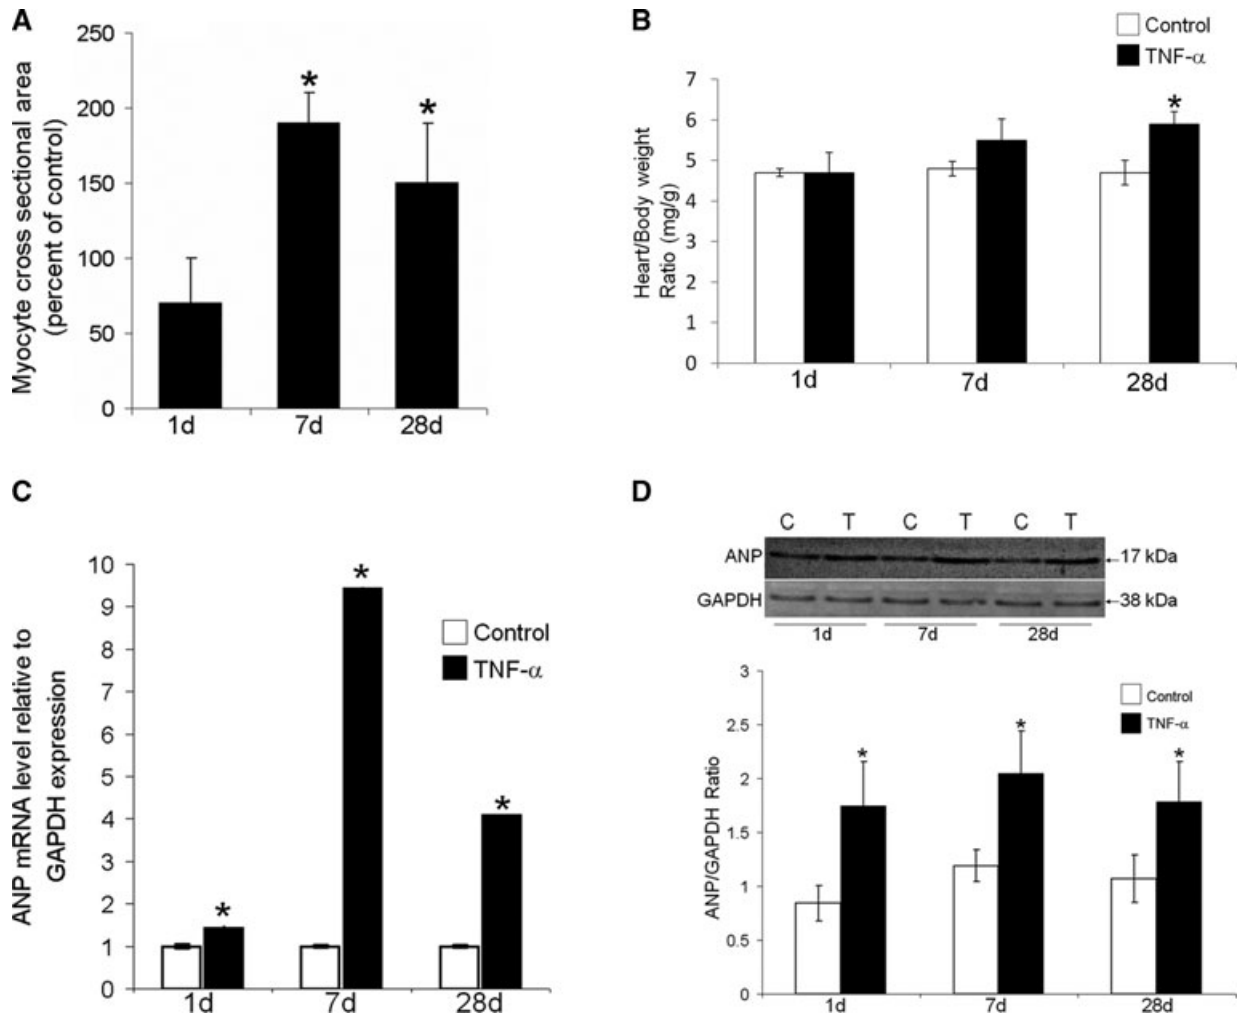 A
Myocyte cross sectional area
(percent of control)
250
200
150
100
50
0
*
*
1d
7d
28d
B
Control
TNF-α
Heart/Body weight
Ratio (mg/g)
7
6
5
4
3
2
1
0
*
1d
7d
28d
C
ANP mRNA level relative to
GAPDH expression
10
9
8
7
6
5
4
3
2
1
0
*
*
*
Control
TNF-α
1d
7d
28d
D
C T C T C T
ANP 17 kDa
GAPDH 38 kDa
1d 7d 28d
ANP/GAPDH Ratio
3
2.5
2
1.5
1
0.5
0
Control
TNF-α
*
*
*
1d
7d
28d